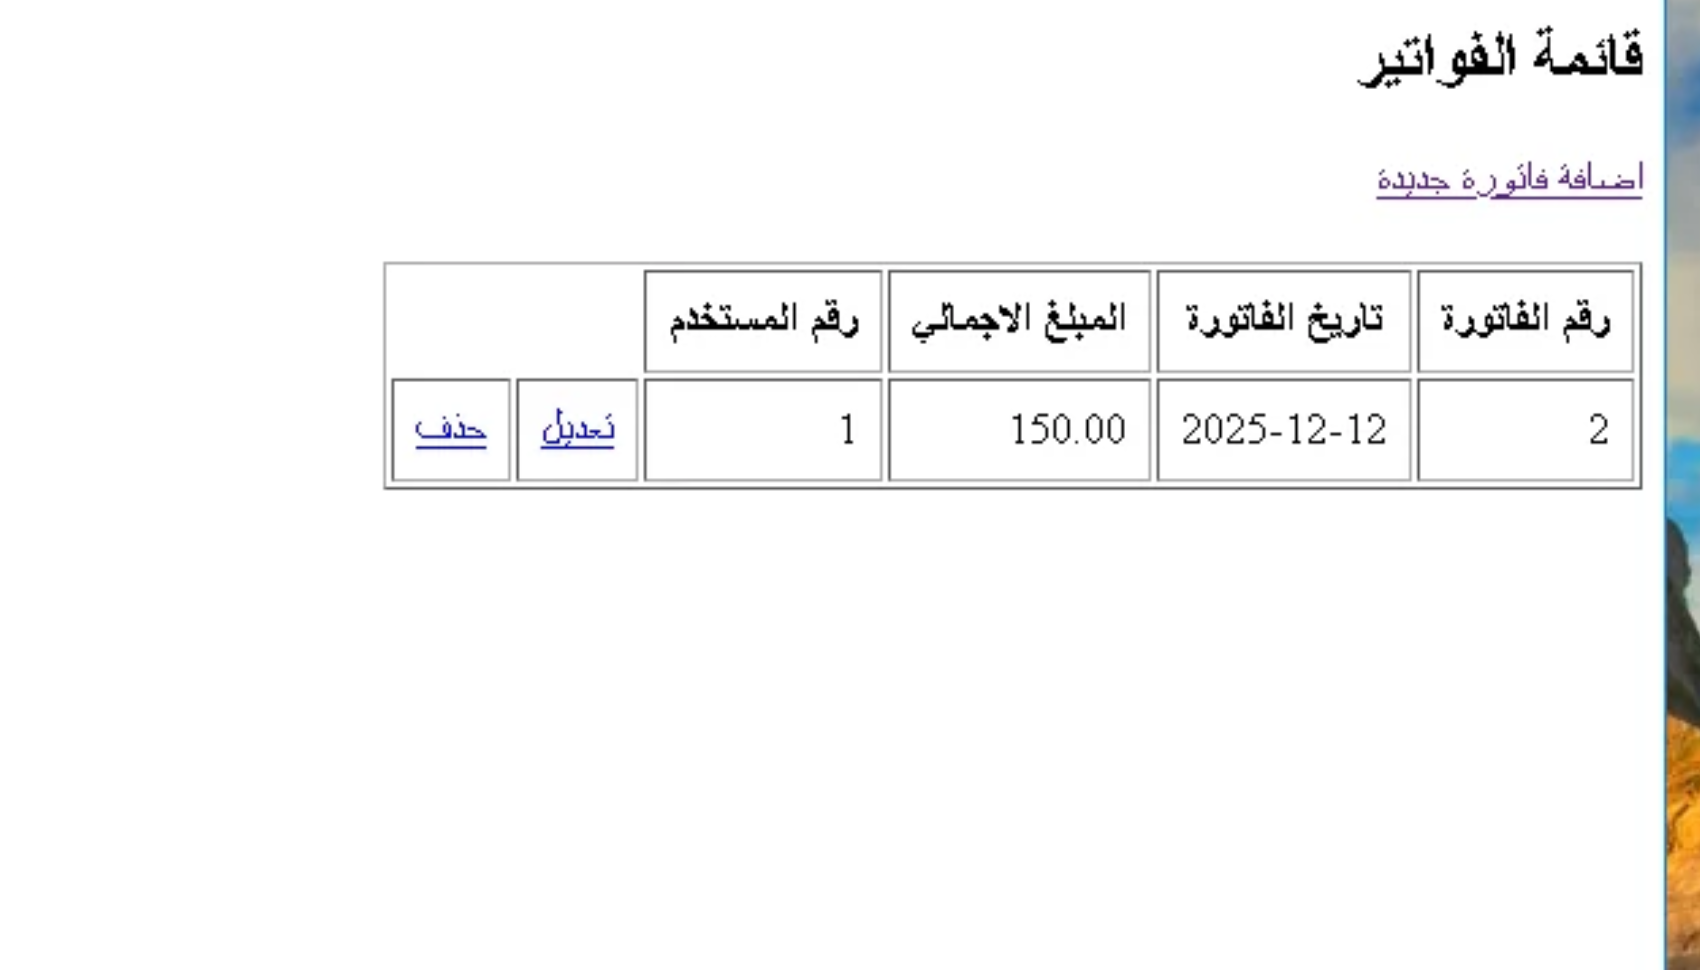 قائمة الفواتير
اضافة فاتورة جديدة
رقم الفاتورة تاريخ الفاتورة المبلغ الاجمالي رقم المستخدم
2 2025-12-12 150.00 1 تعديل حذف